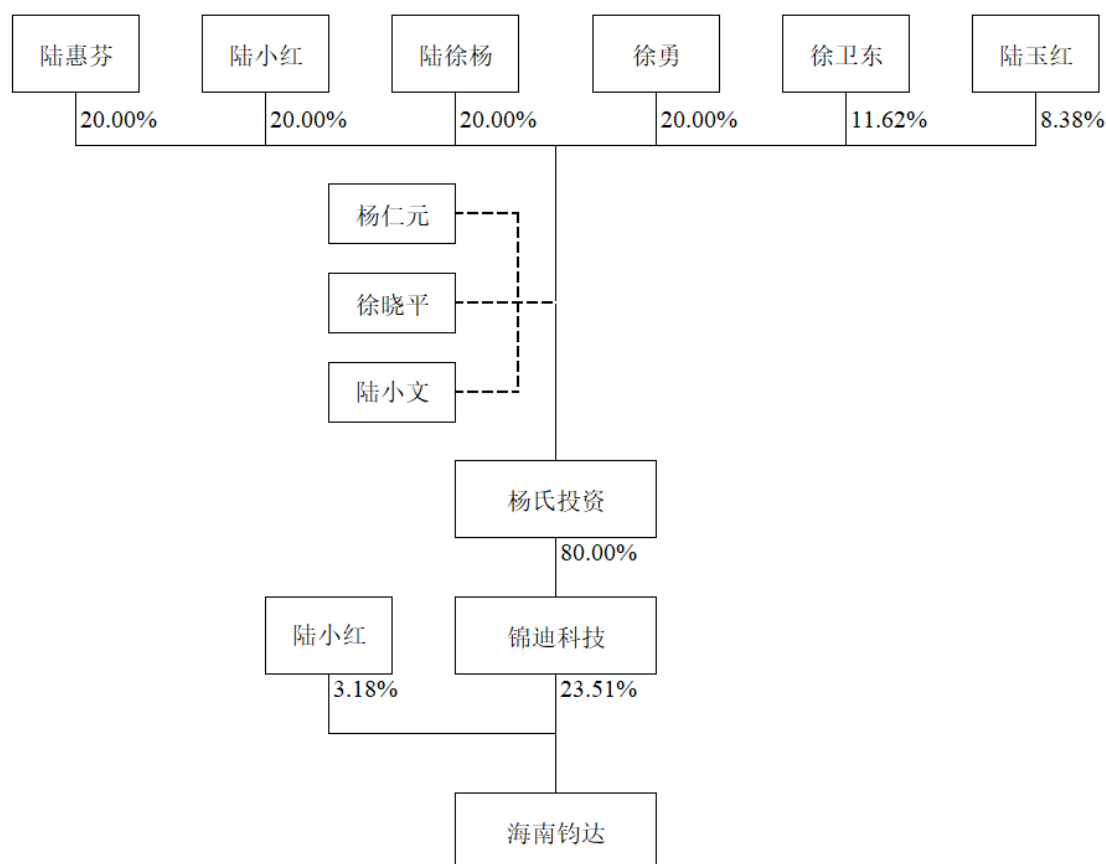 陆惠芬 陆小红 陆徐杨 徐勇 徐卫东 陆玉红
20.00% 20.00% 20.00% 20.00% 11.62% 8.38%
杨仁元
徐晓平
陆小文
杨氏投资
80.00%
陆小红 锦迪科技
3.18% 23.51%
海南钧达